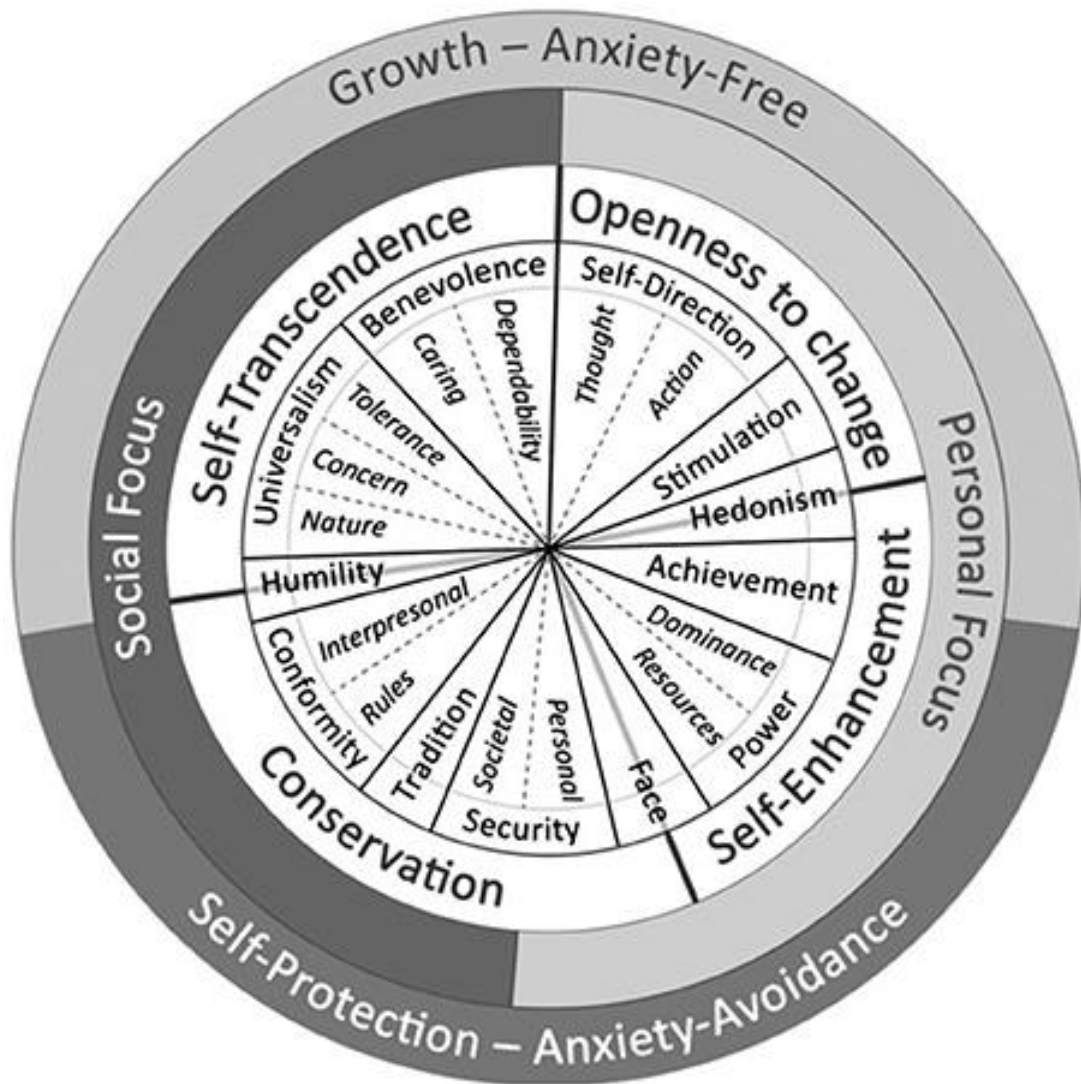 Growth – Anxiety-Free
Personal Focus
Self-Protection – Anxiety-Avoidance
Social Focus
Self-Transcendence
Openness to change
Self-Enhancement
Conservation
Benevolence
Caring
Dependability
Self-Direction
Thought
Action
Stimulation
Hedonism
Achievement
Power
Dominance
Resources
Face
Security
Personal
Societal
Tradition
Conformity
Rules
Interpresonal
Humility
Universalism
Nature
Concern
Tolerance